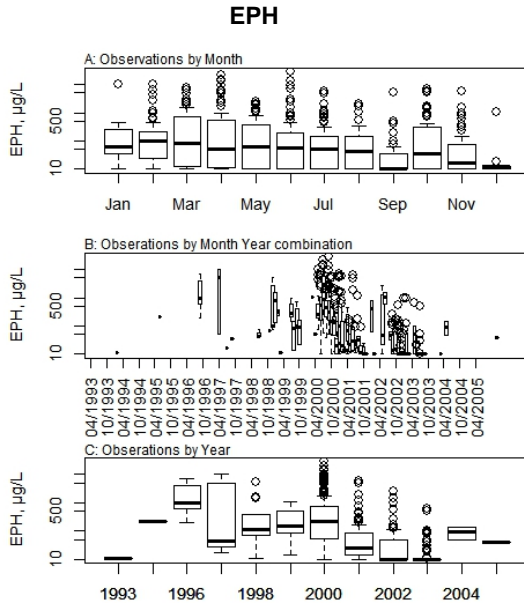 EPH
A: Observations by Month
EPH, µg/L
500
10
Jan Mar May Jul Sep Nov
B: Obserations by Month Year combination
EPH, µg/L
500
10
04/1993 10/1993 04/1994 10/1994 04/1995 10/1995 04/1996 10/1996 04/1997 10/1997 04/1998 10/1998 04/1999 10/1999 04/2000 10/2000 04/2001 10/2001 04/2002 10/2002 04/2003 10/2003 04/2004 10/2004 04/2005
C: Obserations by Year
EPH, µg/L
500
10
1993 1996 1998 2000 2002 2004